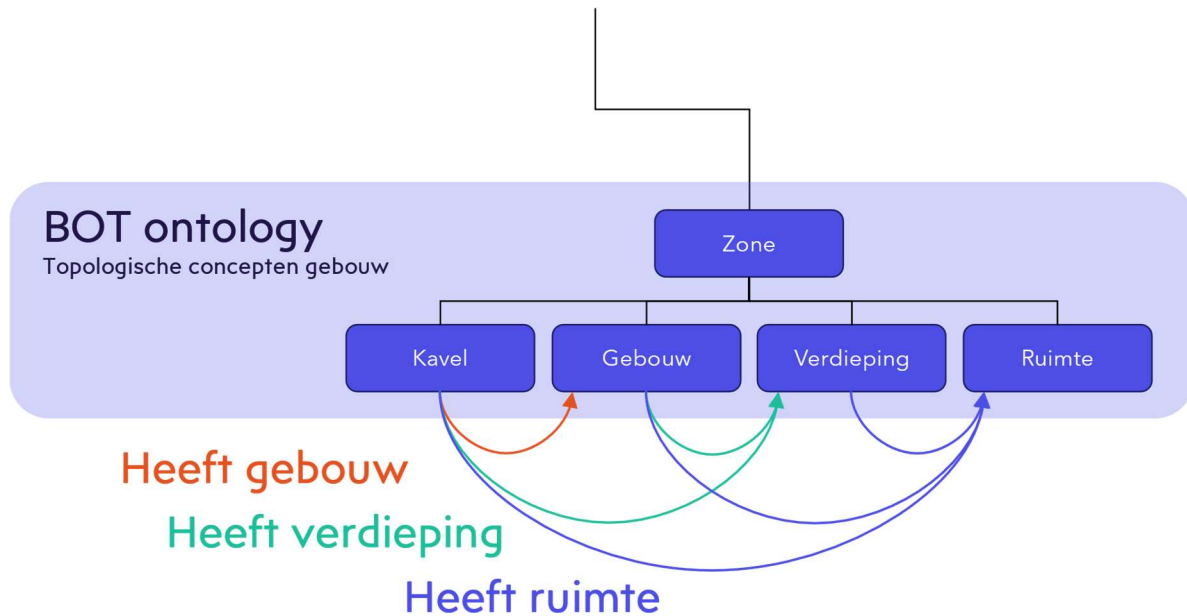 BOT ontology
Topologische concepten gebouw
Zone
Kavel
Gebouw
Verdieping
Ruimte
Heeft gebouw
Heeft verdieping
Heeft ruimte